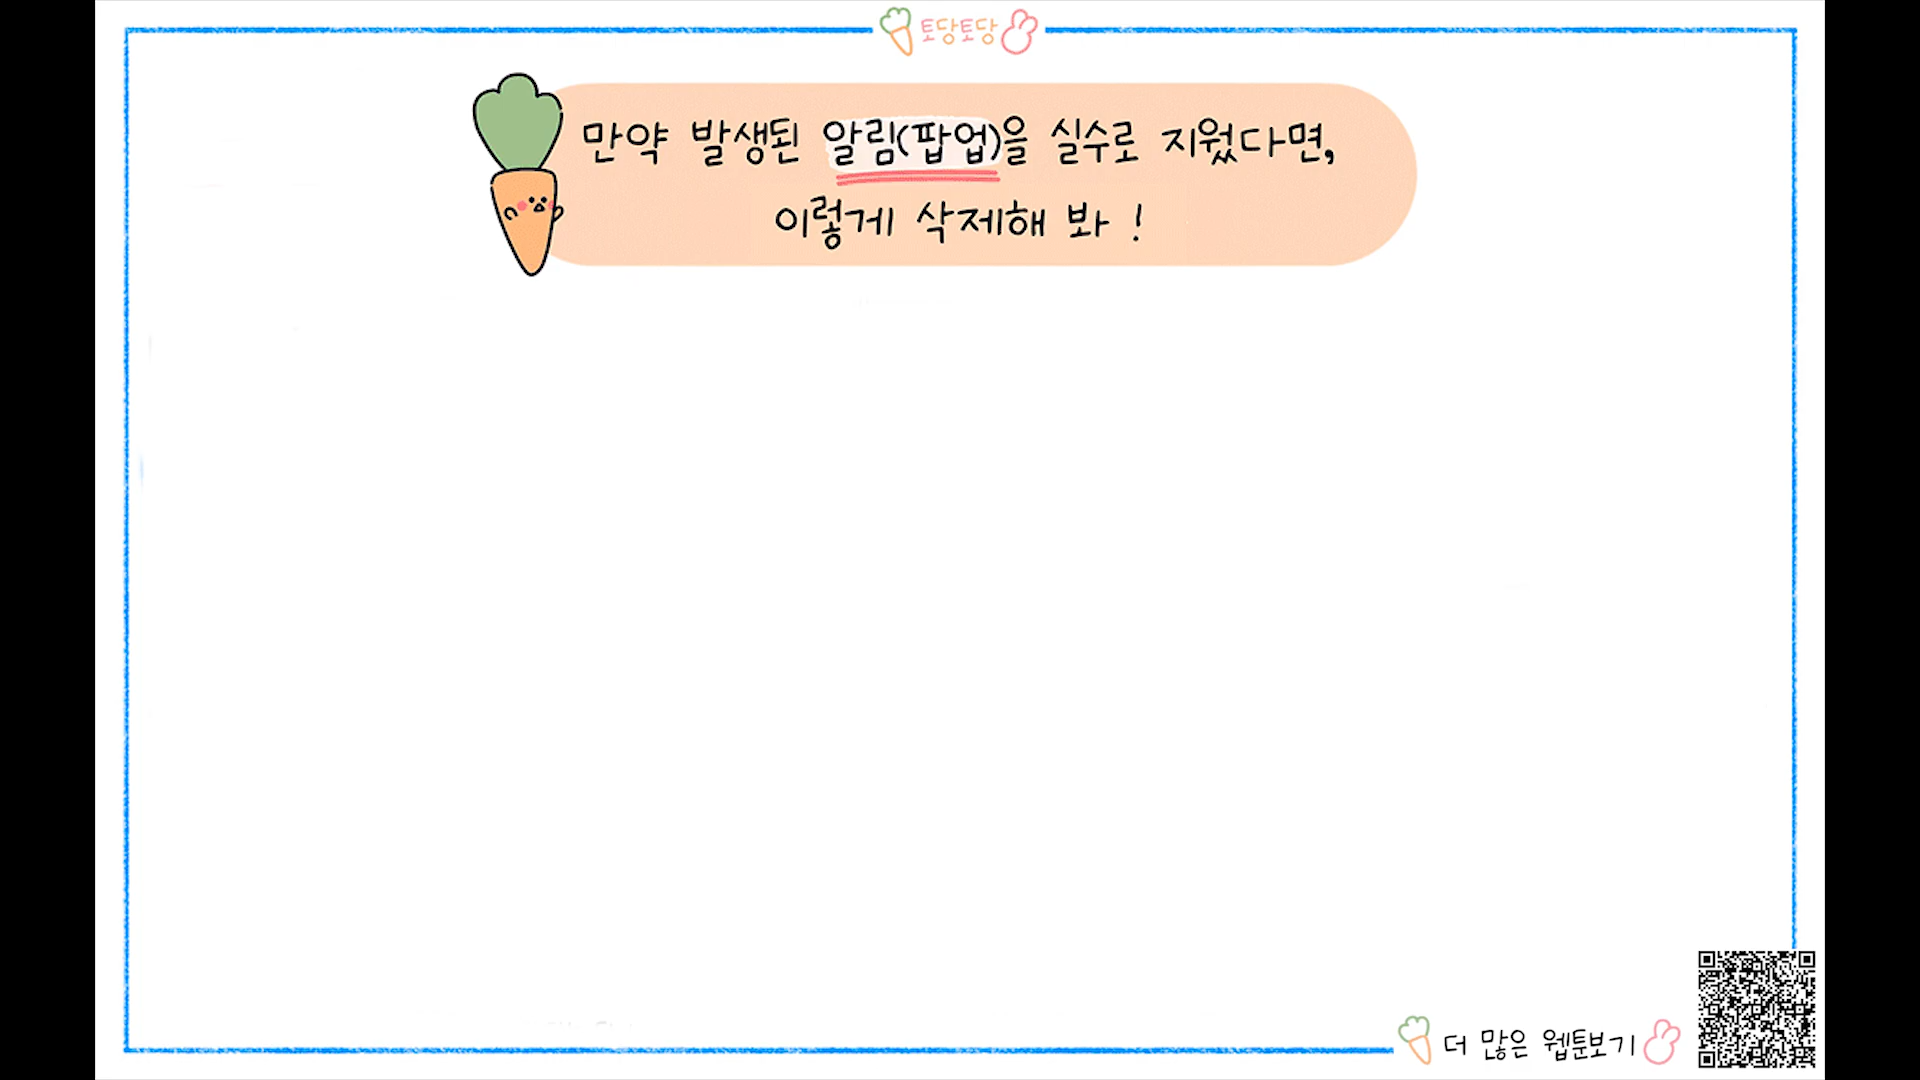 토당토당
만약 발생된 알림(팝업)을 실수로 지웠다면,
이렇게 삭제해 봐 !
더 많은 웹툰보기